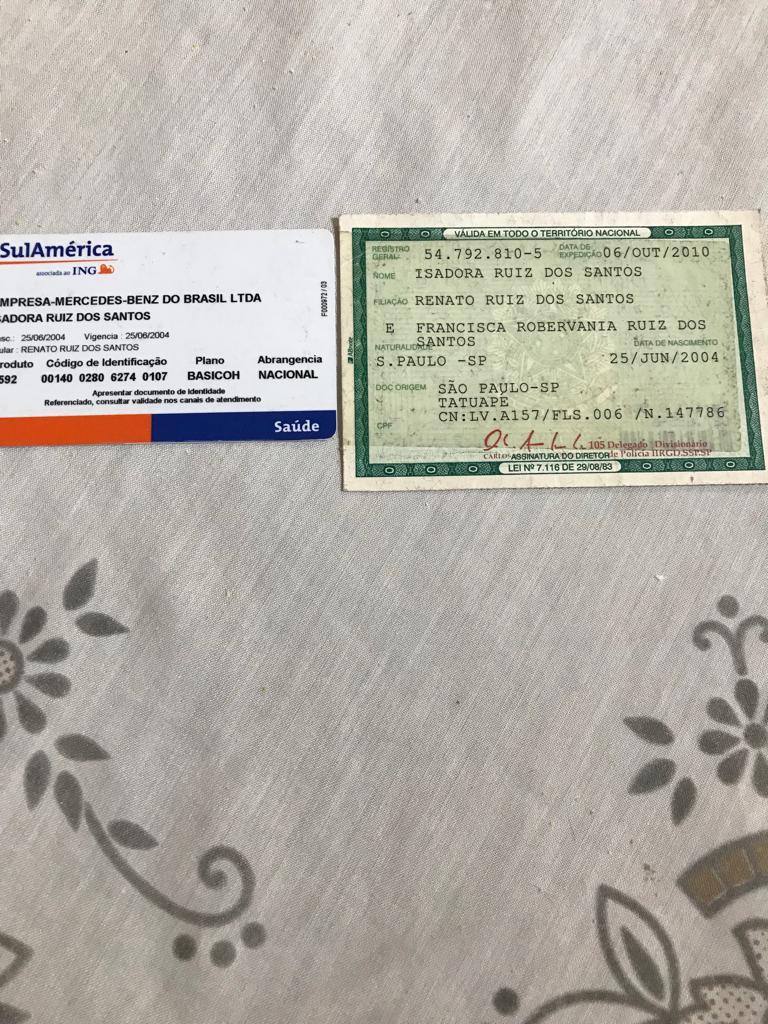 SulAmérica
associada ao ING
MPRESA-MERCEDES-BENZ DO BRASIL LTDA
SADORA RUIZ DOS SANTOS
sc.: 25/06/2004 Vigencia : 25/06/2004
ular : RENATO RUIZ DOS SANTOS
roduto Código de Identificação Plano Abrangencia
592 00140 0280 6274 0107 BASICOH NACIONAL
Apresentar documento de Identidade
Referenciado, consultar validade nos canais de atendimento
Saúde
F000972 / 03
VÁLIDA EM TODO O TERRITÓRIO NACIONAL
REGISTRO GERAL 54.792.810-5 DATA DE EXPEDIÇÃO 06/OUT/2010
NOME ISADORA RUIZ DOS SANTOS
FILIAÇÃO RENATO RUIZ DOS SANTOS
E FRANCISCA ROBERVANIA RUIZ DOS
SANTOS
NATURALIDADE DATA DE NASCIMENTO
S.PAULO -SP 25/JUN/2004
DOC ORIGEM SÃO PAULO-SP
TATUAPE
CN:LV.A157/FLS.006 /N.147786
CPF
105 Delegado Divisionário
CARLOS ASSINATURA DO DIRETOR de Polícia IIRGD.SSP.SP
LEI Nº 7.116 DE 29/08/83